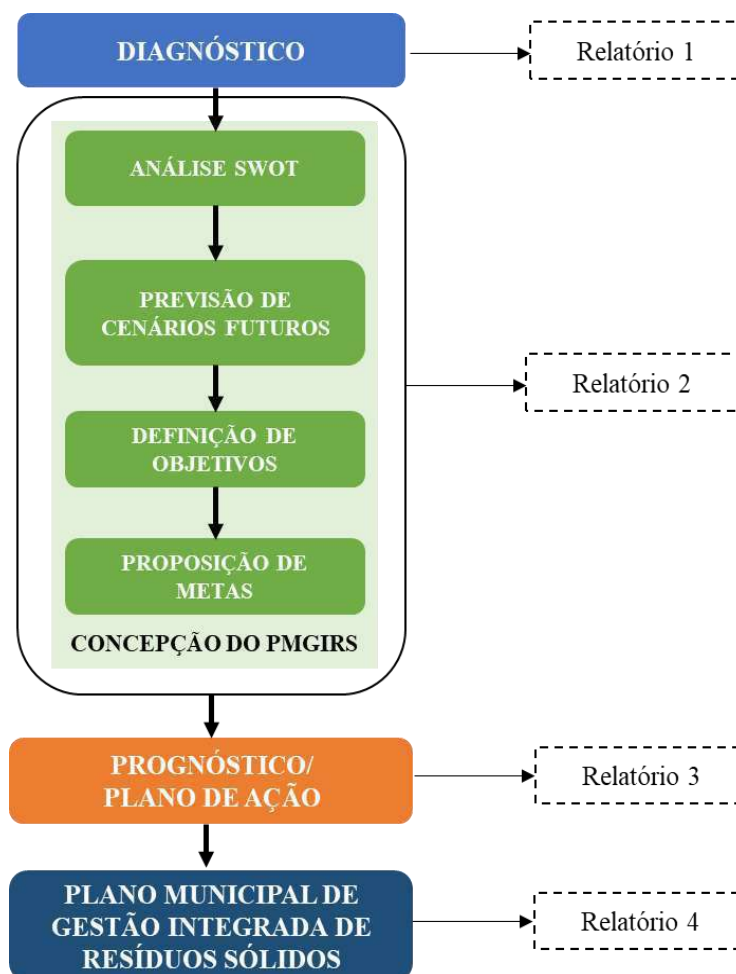 DIAGNÓSTICO
Relatório 1
ANÁLISE SWOT
PREVISÃO DE
CENÁRIOS FUTUROS
Relatório 2
DEFINIÇÃO DE
OBJETIVOS
PROPOSIÇÃO DE
METAS
CONCEPÇÃO DO PMGIRS
PROGNÓSTICO/
PLANO DE AÇÃO
Relatório 3
PLANO MUNICIPAL DE
GESTÃO INTEGRADA DE
RESÍDUOS SÓLIDOS
Relatório 4